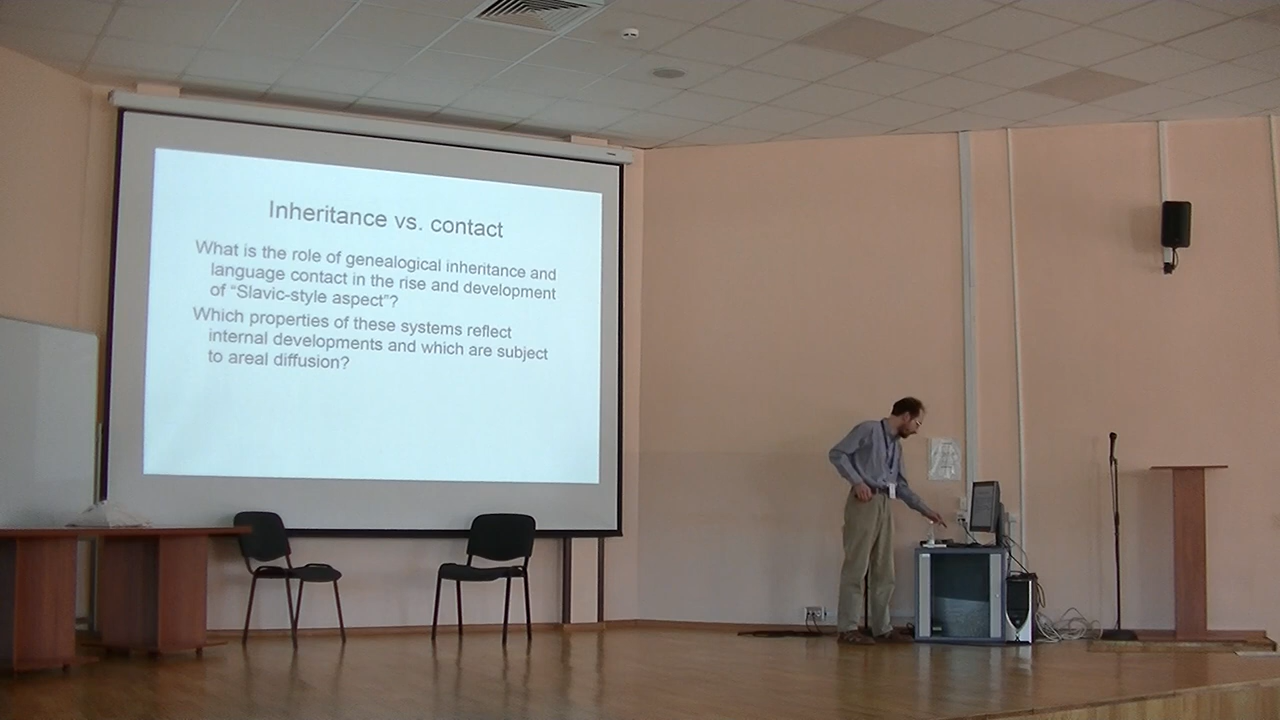 Inheritance vs. contact
What is the role of genealogical inheritance and
language contact in the rise and development
of “Slavic-style aspect”?
Which properties of these systems reflect
internal developments and which are subject
to areal diffusion?